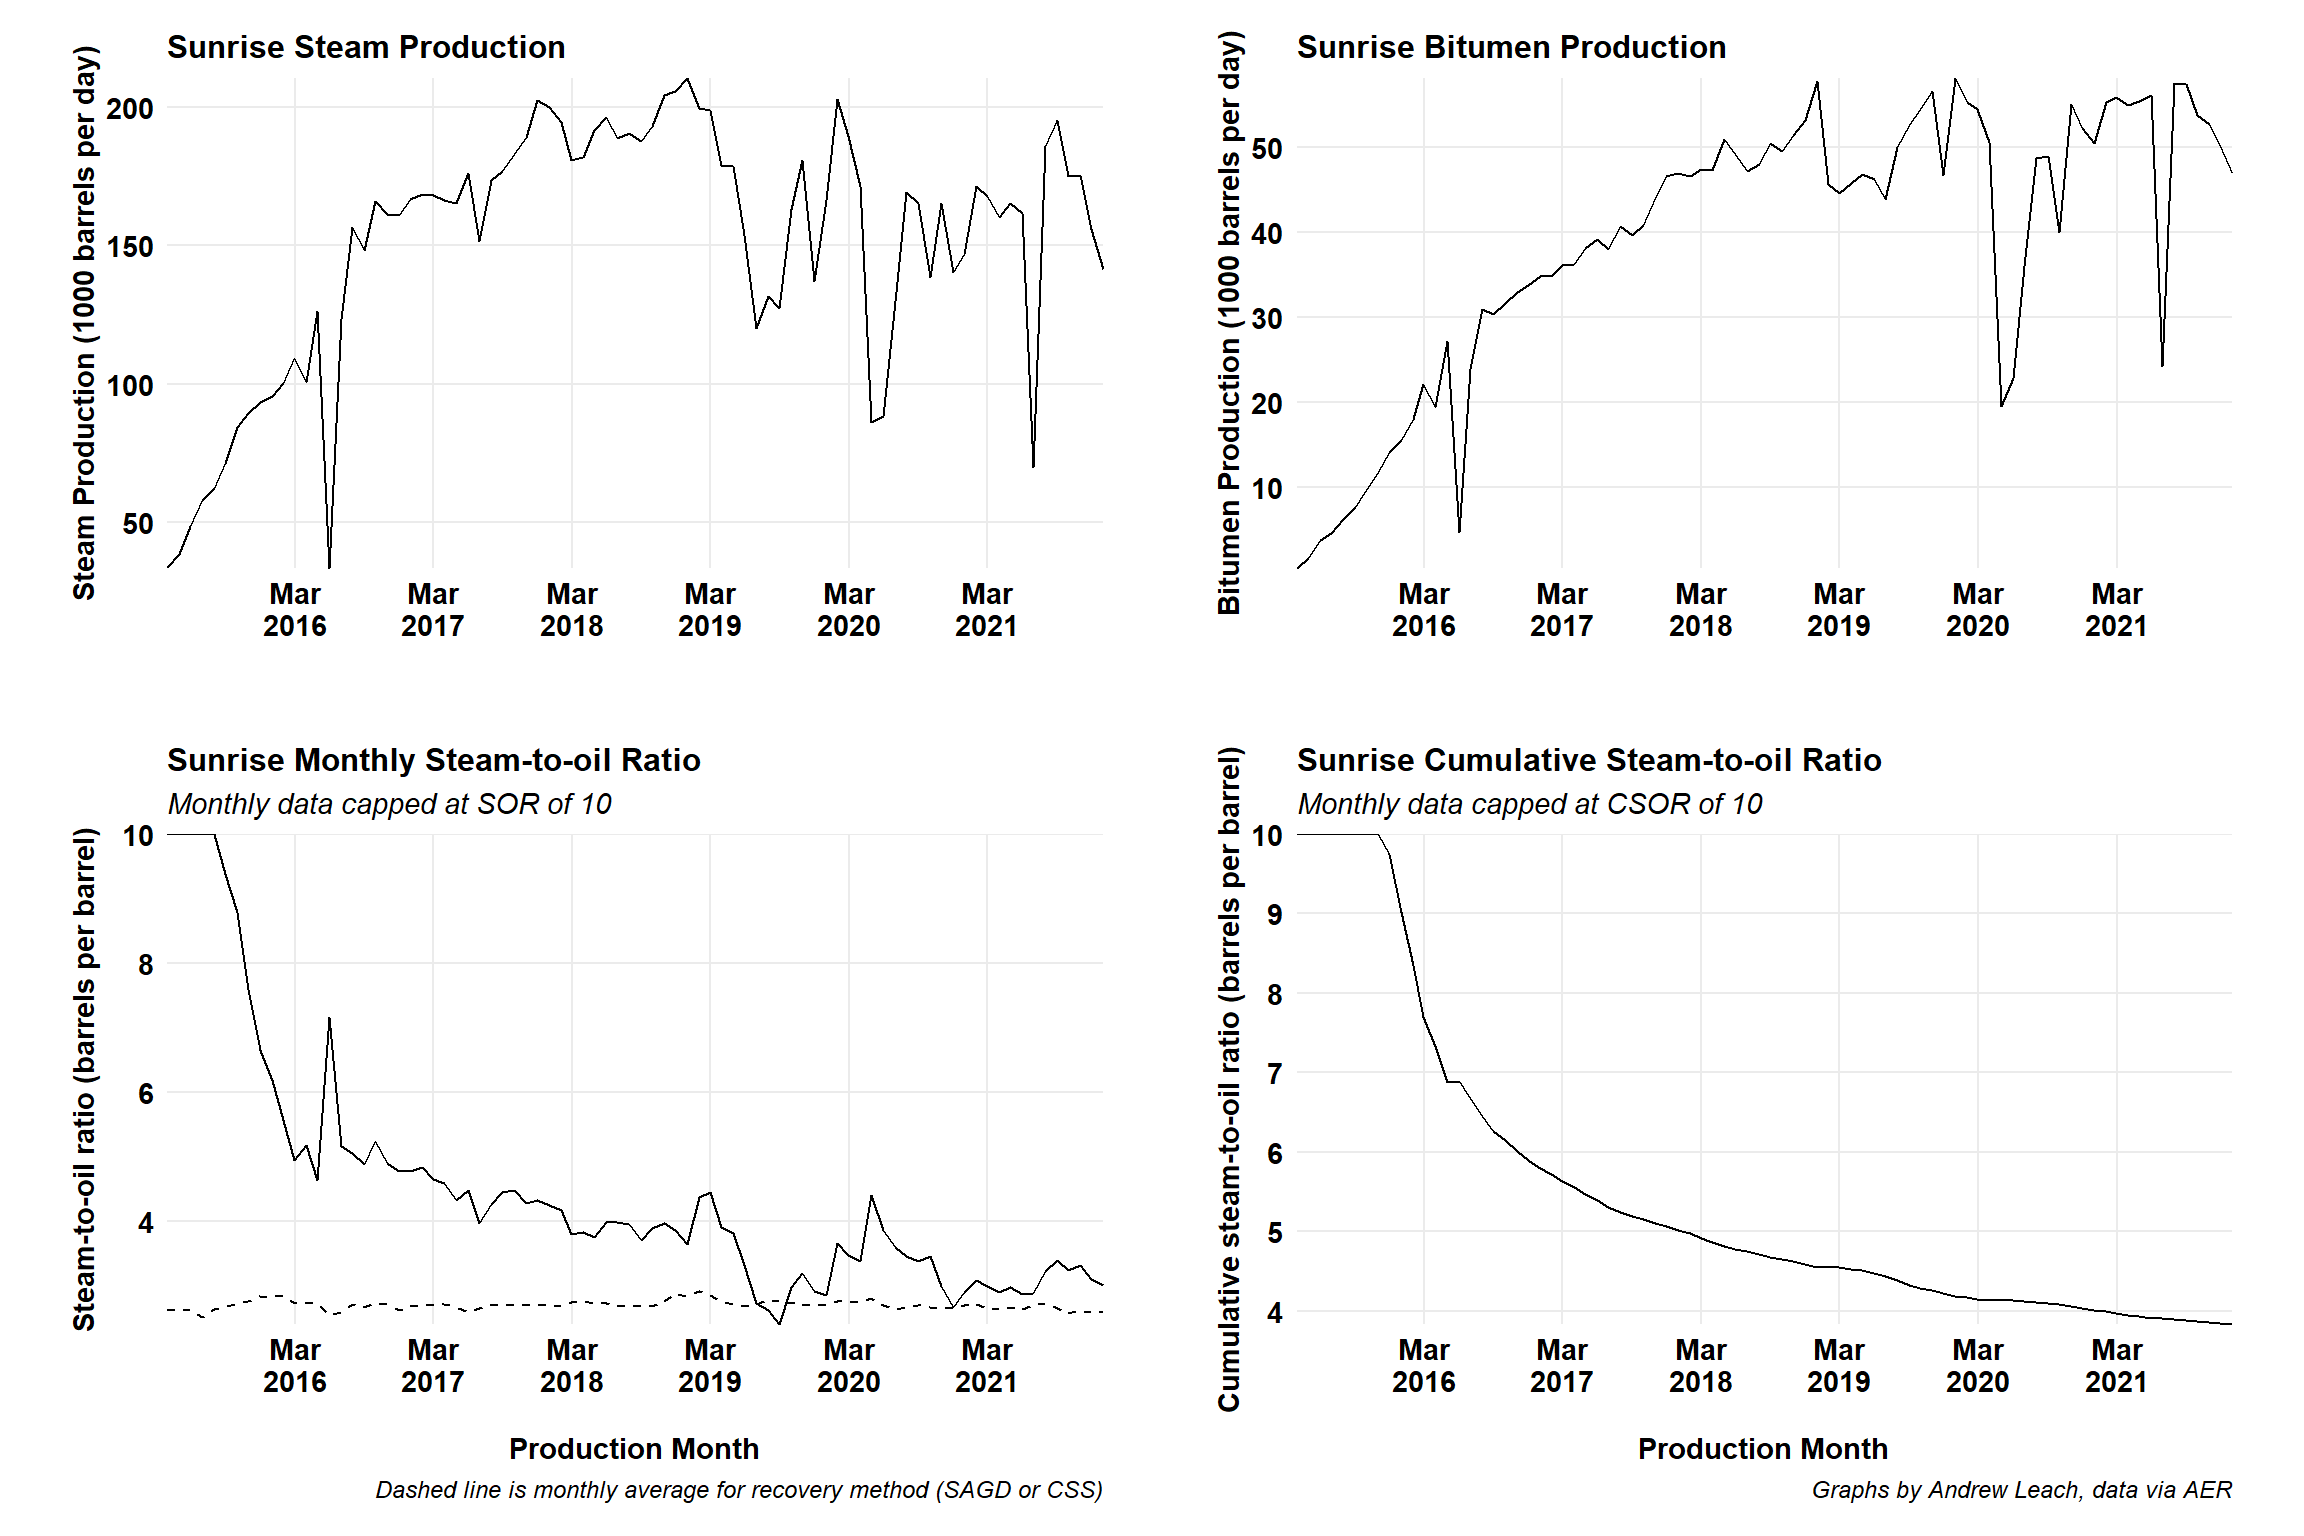 Sunrise Steam Production
Steam Production (1000 barrels per day)
200
150
100
50
Mar Mar Mar Mar Mar Mar
2016 2017 2018 2019 2020 2021
Sunrise Bitumen Production
Bitumen Production (1000 barrels per day)
50
40
30
20
10
Mar Mar Mar Mar Mar Mar
2016 2017 2018 2019 2020 2021
Sunrise Monthly Steam-to-oil Ratio
Monthly data capped at SOR of 10
Steam-to-oil ratio (barrels per barrel)
10
8
6
4
Mar Mar Mar Mar Mar Mar
2016 2017 2018 2019 2020 2021
Production Month
Dashed line is monthly average for recovery method (SAGD or CSS)
Sunrise Cumulative Steam-to-oil Ratio
Monthly data capped at CSOR of 10
Cumulative steam-to-oil ratio (barrels per barrel)
10
9
8
7
6
5
4
Mar Mar Mar Mar Mar Mar
2016 2017 2018 2019 2020 2021
Production Month
Graphs by Andrew Leach, data via AER